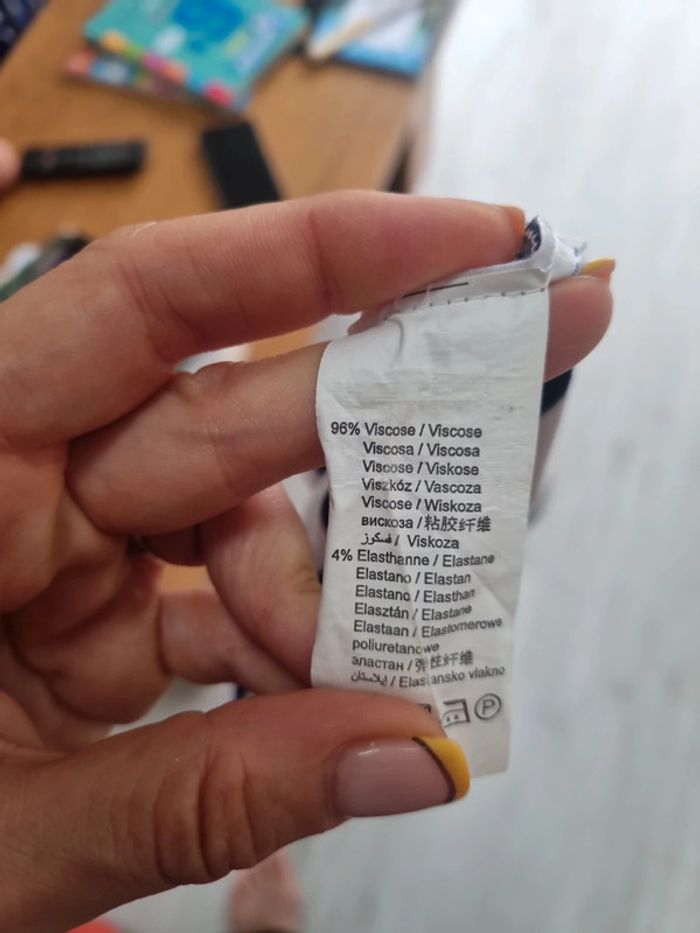 96% Viscose / Viscose
Viscosa / Viscosa
Viscose / Viskose
Viszkóz / Vascoza
Viscose / Wiskoza
вискоза / 粘胶纤维
فسكوز / Viskoza
4% Elasthanne / Elastane
Elastano / Elastan
Elastano / Elasthan
Elasztán / Elastane
Elastaan / Elastomerowe
poliuretanowe
эластан / 弹性纤维
ايلاستان / Elastansko vlakno
P